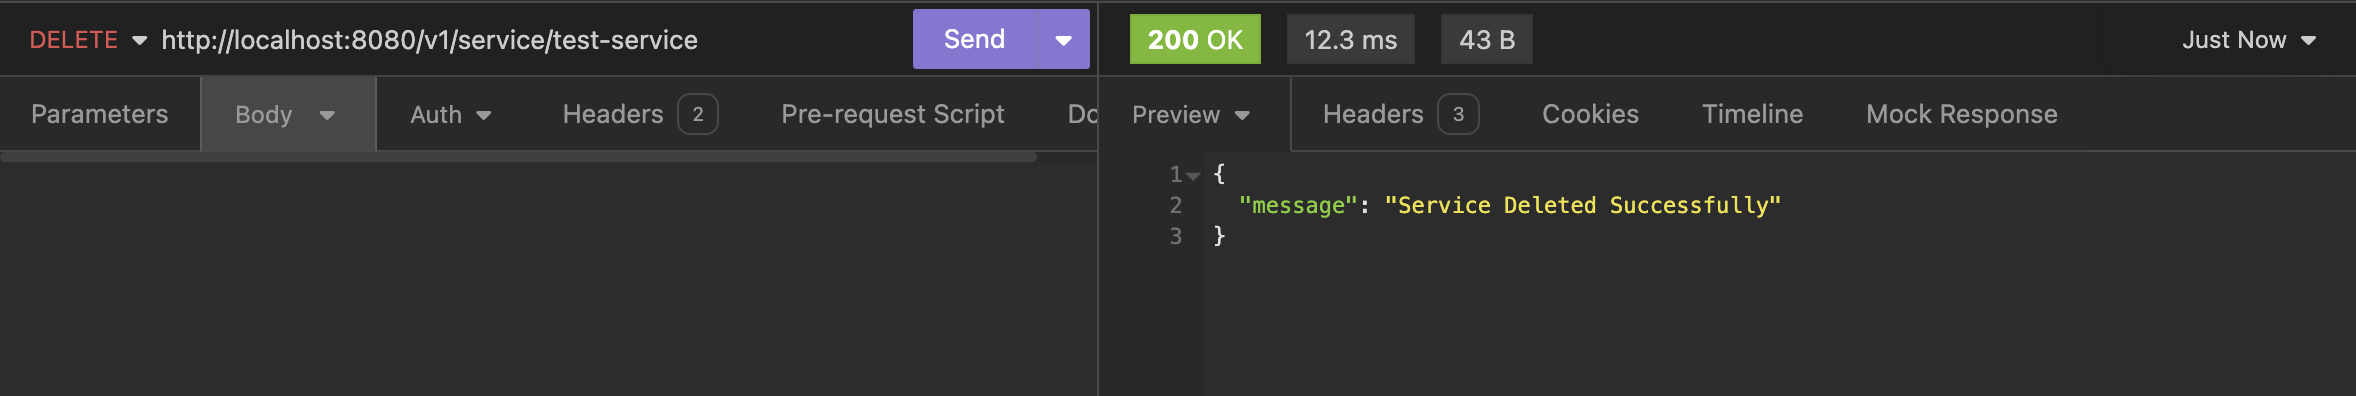 DELETE http://localhost:8080/v1/service/test-service Send
200 OK 12.3 ms 43 B Just Now
Parameters Body Auth Headers 2 Pre-request Script Do
Preview Headers 3 Cookies Timeline Mock Response
1 {
2 "message": "Service Deleted Successfully"
3 }